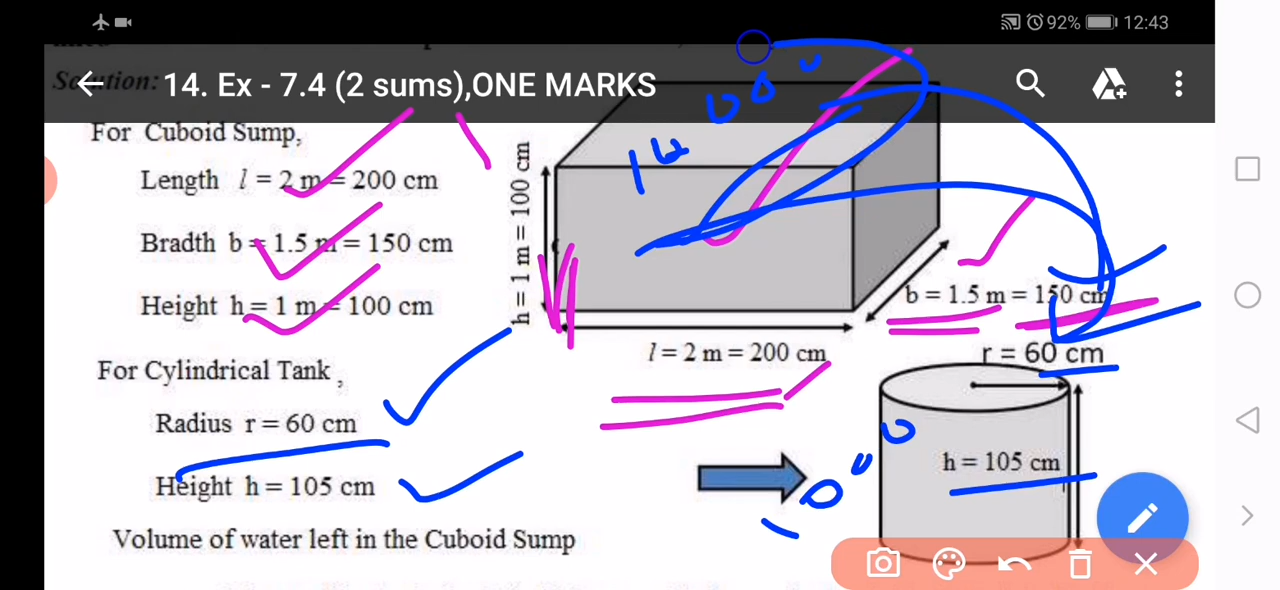 92% 12:43
14. Ex - 7.4 (2 sums),ONE MARKS
Solution:
For Cuboid Sump,
Length l = 2 m = 200 cm
Bradth b = 1.5 m = 150 cm
Height h = 1 m = 100 cm
h = 1 m = 100 cm
b = 1.5 m = 150 cm
l = 2 m = 200 cm
For Cylindrical Tank ,
Radius r = 60 cm
Height h = 105 cm
r = 60 cm
h = 105 cm
Volume of water left in the Cuboid Sump